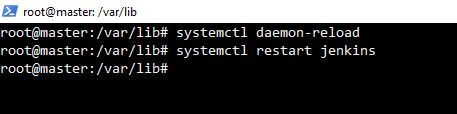 root@master: /var/lib
root@master:/var/lib# systemctl daemon-reload
root@master:/var/lib# systemctl restart jenkins
root@master:/var/lib#